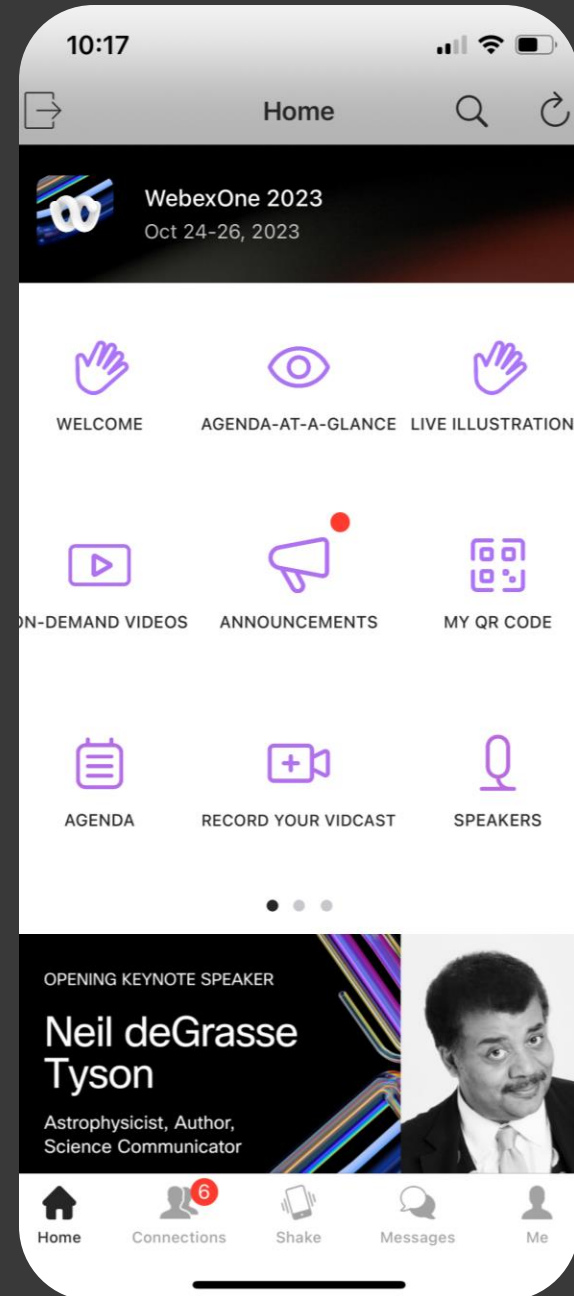 10:17
Home
WebexOne 2023
Oct 24-26, 2023
WELCOME
AGENDA-AT-A-GLANCE
LIVE ILLUSTRATION
ON-DEMAND VIDEOS
ANNOUNCEMENTS
MY QR CODE
AGENDA
RECORD YOUR VIDCAST
SPEAKERS
OPENING KEYNOTE SPEAKER
Neil deGrasse
Tyson
Astrophysicist, Author,
Science Communicator
6
Home
Connections
Shake
Messages
Me